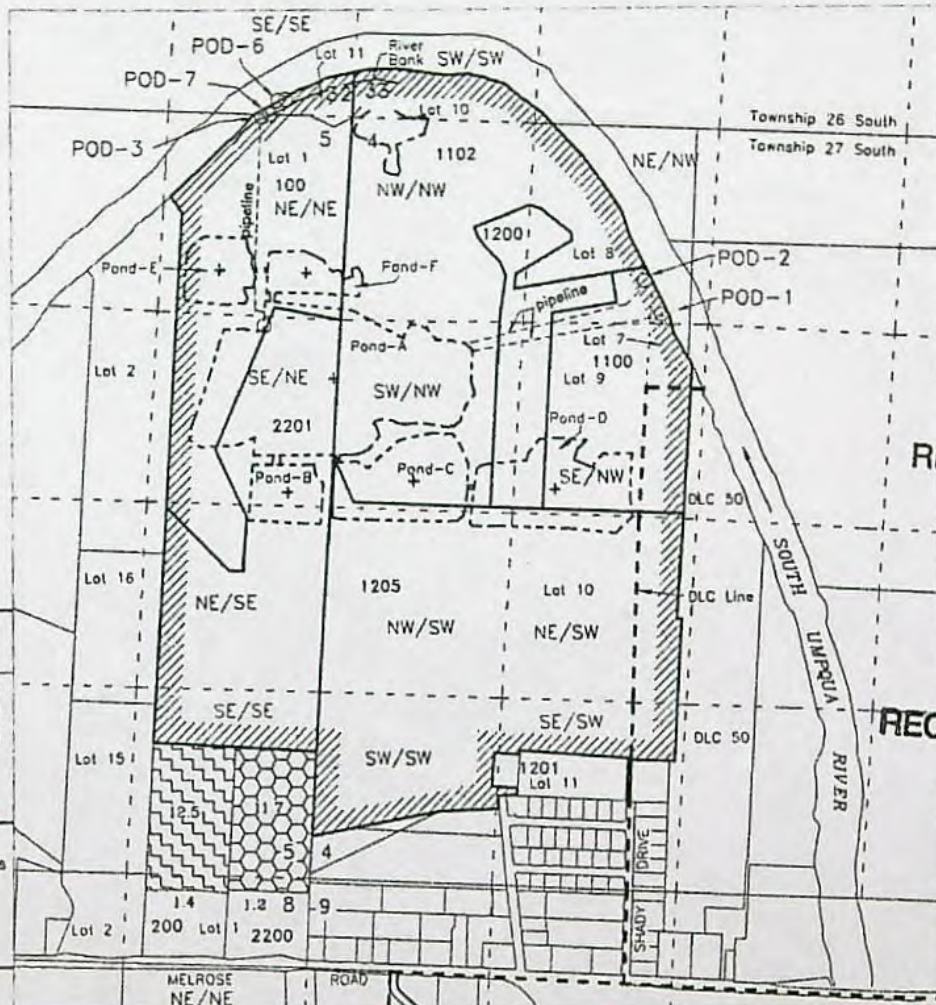 SE/SE
POD-6
Lot 11
River
Bank
SW/SW
POD-7
32
33
Lot 10
POD-3
5
4
Township 26 South
Township 27 South
Lot 1
1102
NE/NW
100
NW/NW
NE/NE
pipeline
1200
Pond-E
Pond-F
Lot 8
POD-2
pipeline
POD-1
Pond-A
Lot 7
1100
Lot 2
SE/NE
SW/NW
Lot 9
2201
Pond-D
Pond-B
Pond-C
SE/NW
DLC 50
SOUTH
Lot 16
1205
Lot 10
DLC Line
NE/SE
NW/SW
NE/SW
UMPQUA
SE/SE
SE/SW
REC
Lot 15
SW/SW
DLC 50
1201
Lot 11
RIVER
12.5
11.7
5
4
DRIVE
1.4
1.2
8
9
Lot 2
200
Lot 1
2200
SHADY
MELROSE
ROAD
NE/NE